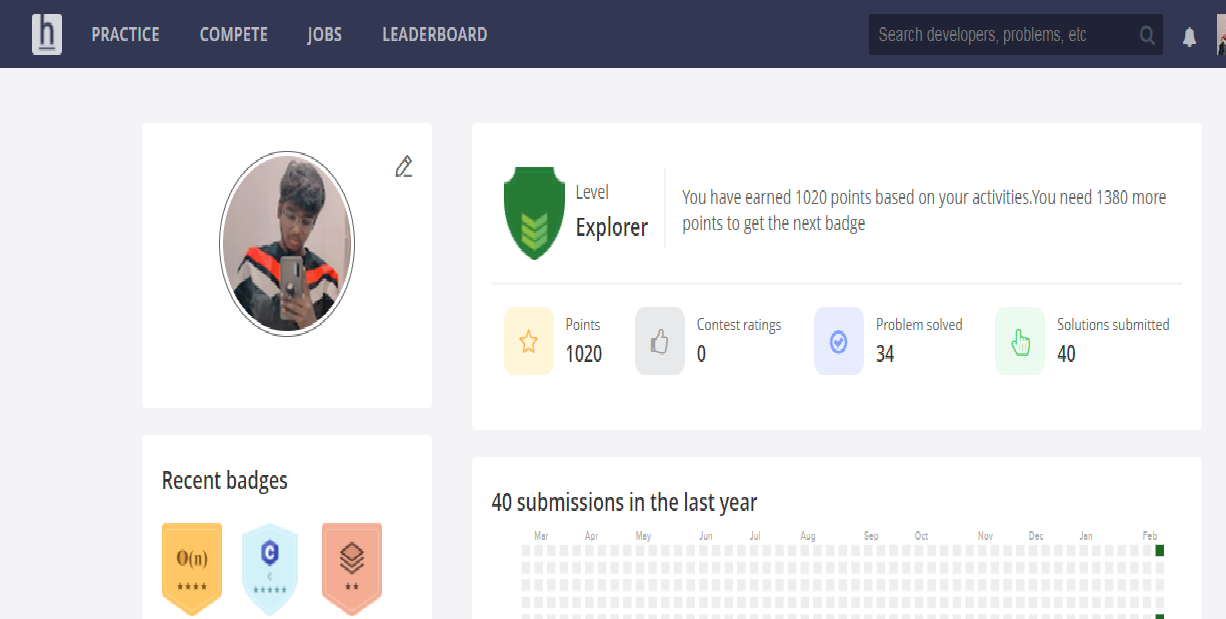 h PRACTICE COMPETE JOBS LEADERBOARD Search developers, problems, etc
Level
Explorer
You have earned 1020 points based on your activities.You need 1380 more
points to get the next badge
Points
1020
Contest ratings
0
Problem solved
34
Solutions submitted
40
Recent badges
O(n)
C
C
40 submissions in the last year
Mar Apr May Jun Jul Aug Sep Oct Nov Dec Jan Feb